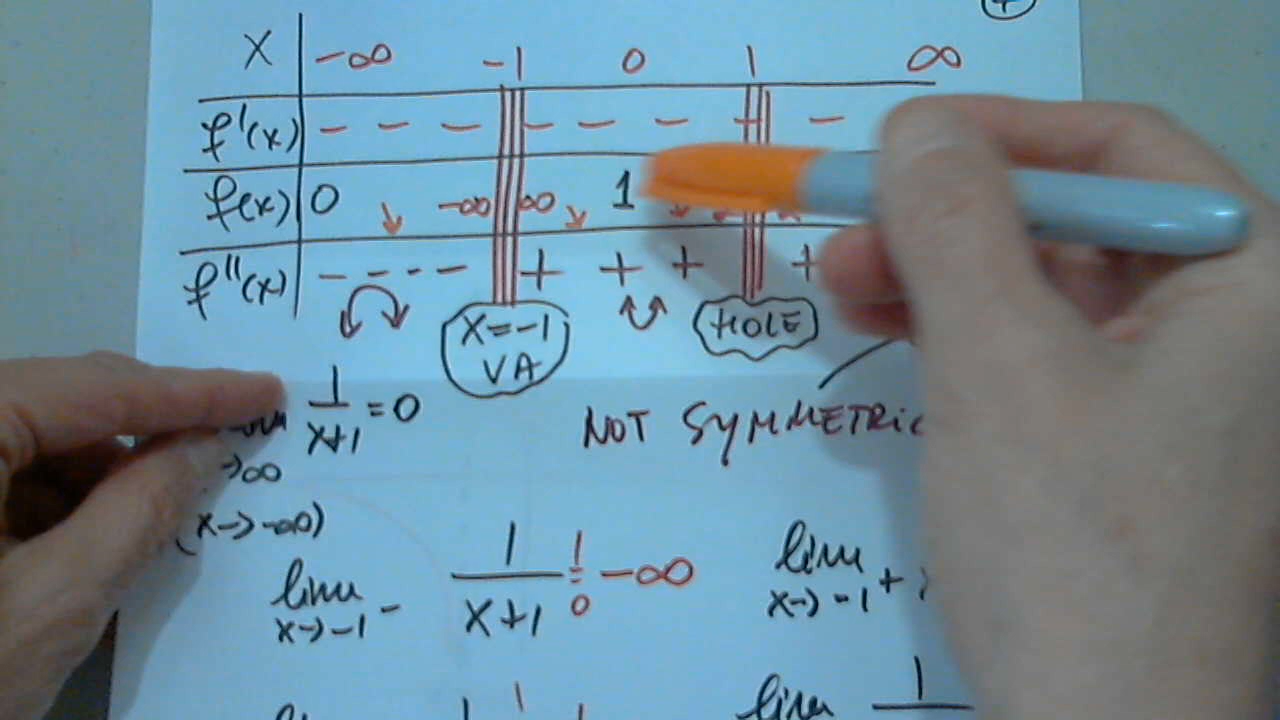 X -∞ -1 0 1 ∞
f'(x) - - - - - - - -
f(x) 0 ↘ -∞ ∞ ↘ 1
f''(x) - - - - + + + +
X=-1
VA
HOLE
1/x+1 = 0
→∞
(x→-∞)
NOT SYMMETRIC
lim x→-1⁻ 1/x+1 = 1/0 -∞
lim x→-1+
lim 1